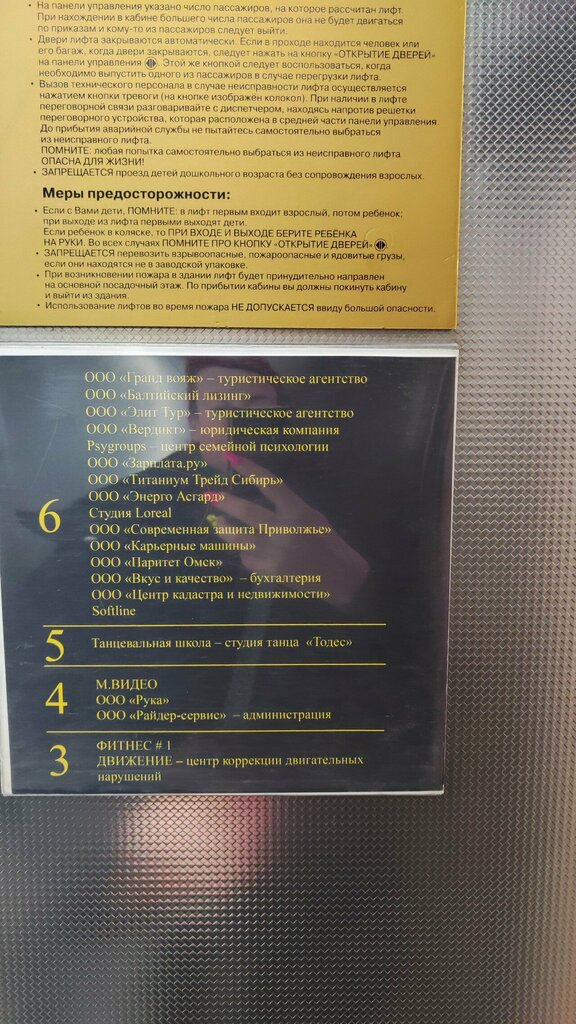 • На панели управления указано число пассажиров, на которое рассчитан лифт.
При нахождении в кабине большего числа пассажиров она не будет двигаться
по приказам и кому-то из пассажиров следует выйти.
• Двери лифта закрываются автоматически. Если в проходе находится человек или
его багаж, когда двери закрываются, следует нажать на кнопку «ОТКРЫТИЕ ДВЕРЕЙ»
на панели управления. Этой же кнопкой следует воспользоваться, когда
необходимо выпустить одного из пассажиров в случае перегрузки лифта.
• Вызов технического персонала в случае неисправности лифта осуществляется
нажатием кнопки тревоги (на кнопке изображён колокол). При наличии в лифте
переговорной связи разговаривайте с диспетчером, находясь напротив решетки
переговорного устройства, которая расположена в средней части панели управления.
До прибытия аварийной службы не пытайтесь самостоятельно выбраться
из неисправного лифта.
ПОМНИТЕ: любая попытка самостоятельно выбраться из неисправного лифта
ОПАСНА ДЛЯ ЖИЗНИ!
• ЗАПРЕЩАЕТСЯ проезд детей дошкольного возраста без сопровождения взрослых.
Меры предосторожности:
• Если с Вами дети, ПОМНИТЕ: в лифт первым входит взрослый, потом ребенок;
при выходе из лифта первыми выходят дети.
Если ребенок в коляске, то ПРИ ВХОДЕ И ВЫХОДЕ БЕРИТЕ РЕБЁНКА
НА РУКИ. Во всех случаях ПОМНИТЕ ПРО КНОПКУ «ОТКРЫТИЕ ДВЕРЕЙ»
• ЗАПРЕЩАЕТСЯ перевозить взрывоопасные, пожароопасные и ядовитые грузы,
если они находятся не в заводской упаковке.
• При возникновении пожара в здании лифт будет принудительно направлен
на основной посадочный этаж. По прибытии кабины вы должны покинуть кабину
и выйти из здания.
• Использование лифтов во время пожара НЕ ДОПУСКАЕТСЯ ввиду большой опасности.
6
ООО «Гранд вояж» – туристическое агентство
ООО «Балтийский лизинг»
ООО «Элит Тур» – туристическое агентство
ООО «Вердикт» – юридическая компания
Psygroups – центр семейной психологии
ООО «Зарплата.ру»
ООО «Титаниум Трейд Сибирь»
ООО «Энерго Асгард»
Студия Loreal
ООО «Современная защита Приволжье»
ООО «Карьерные машины»
ООО «Паритет Омск»
ООО «Вкус и качество» – бухгалтерия
ООО «Центр кадастра и недвижимости»
Softline
5
Танцевальная школа – студия танца «Тодес»
4
М.ВИДЕО
ООО «Рука»
ООО «Райдер-сервис» – администрация
3
ФИТНЕС # 1
ДВИЖЕНИЕ – центр коррекции двигательных
нарушений